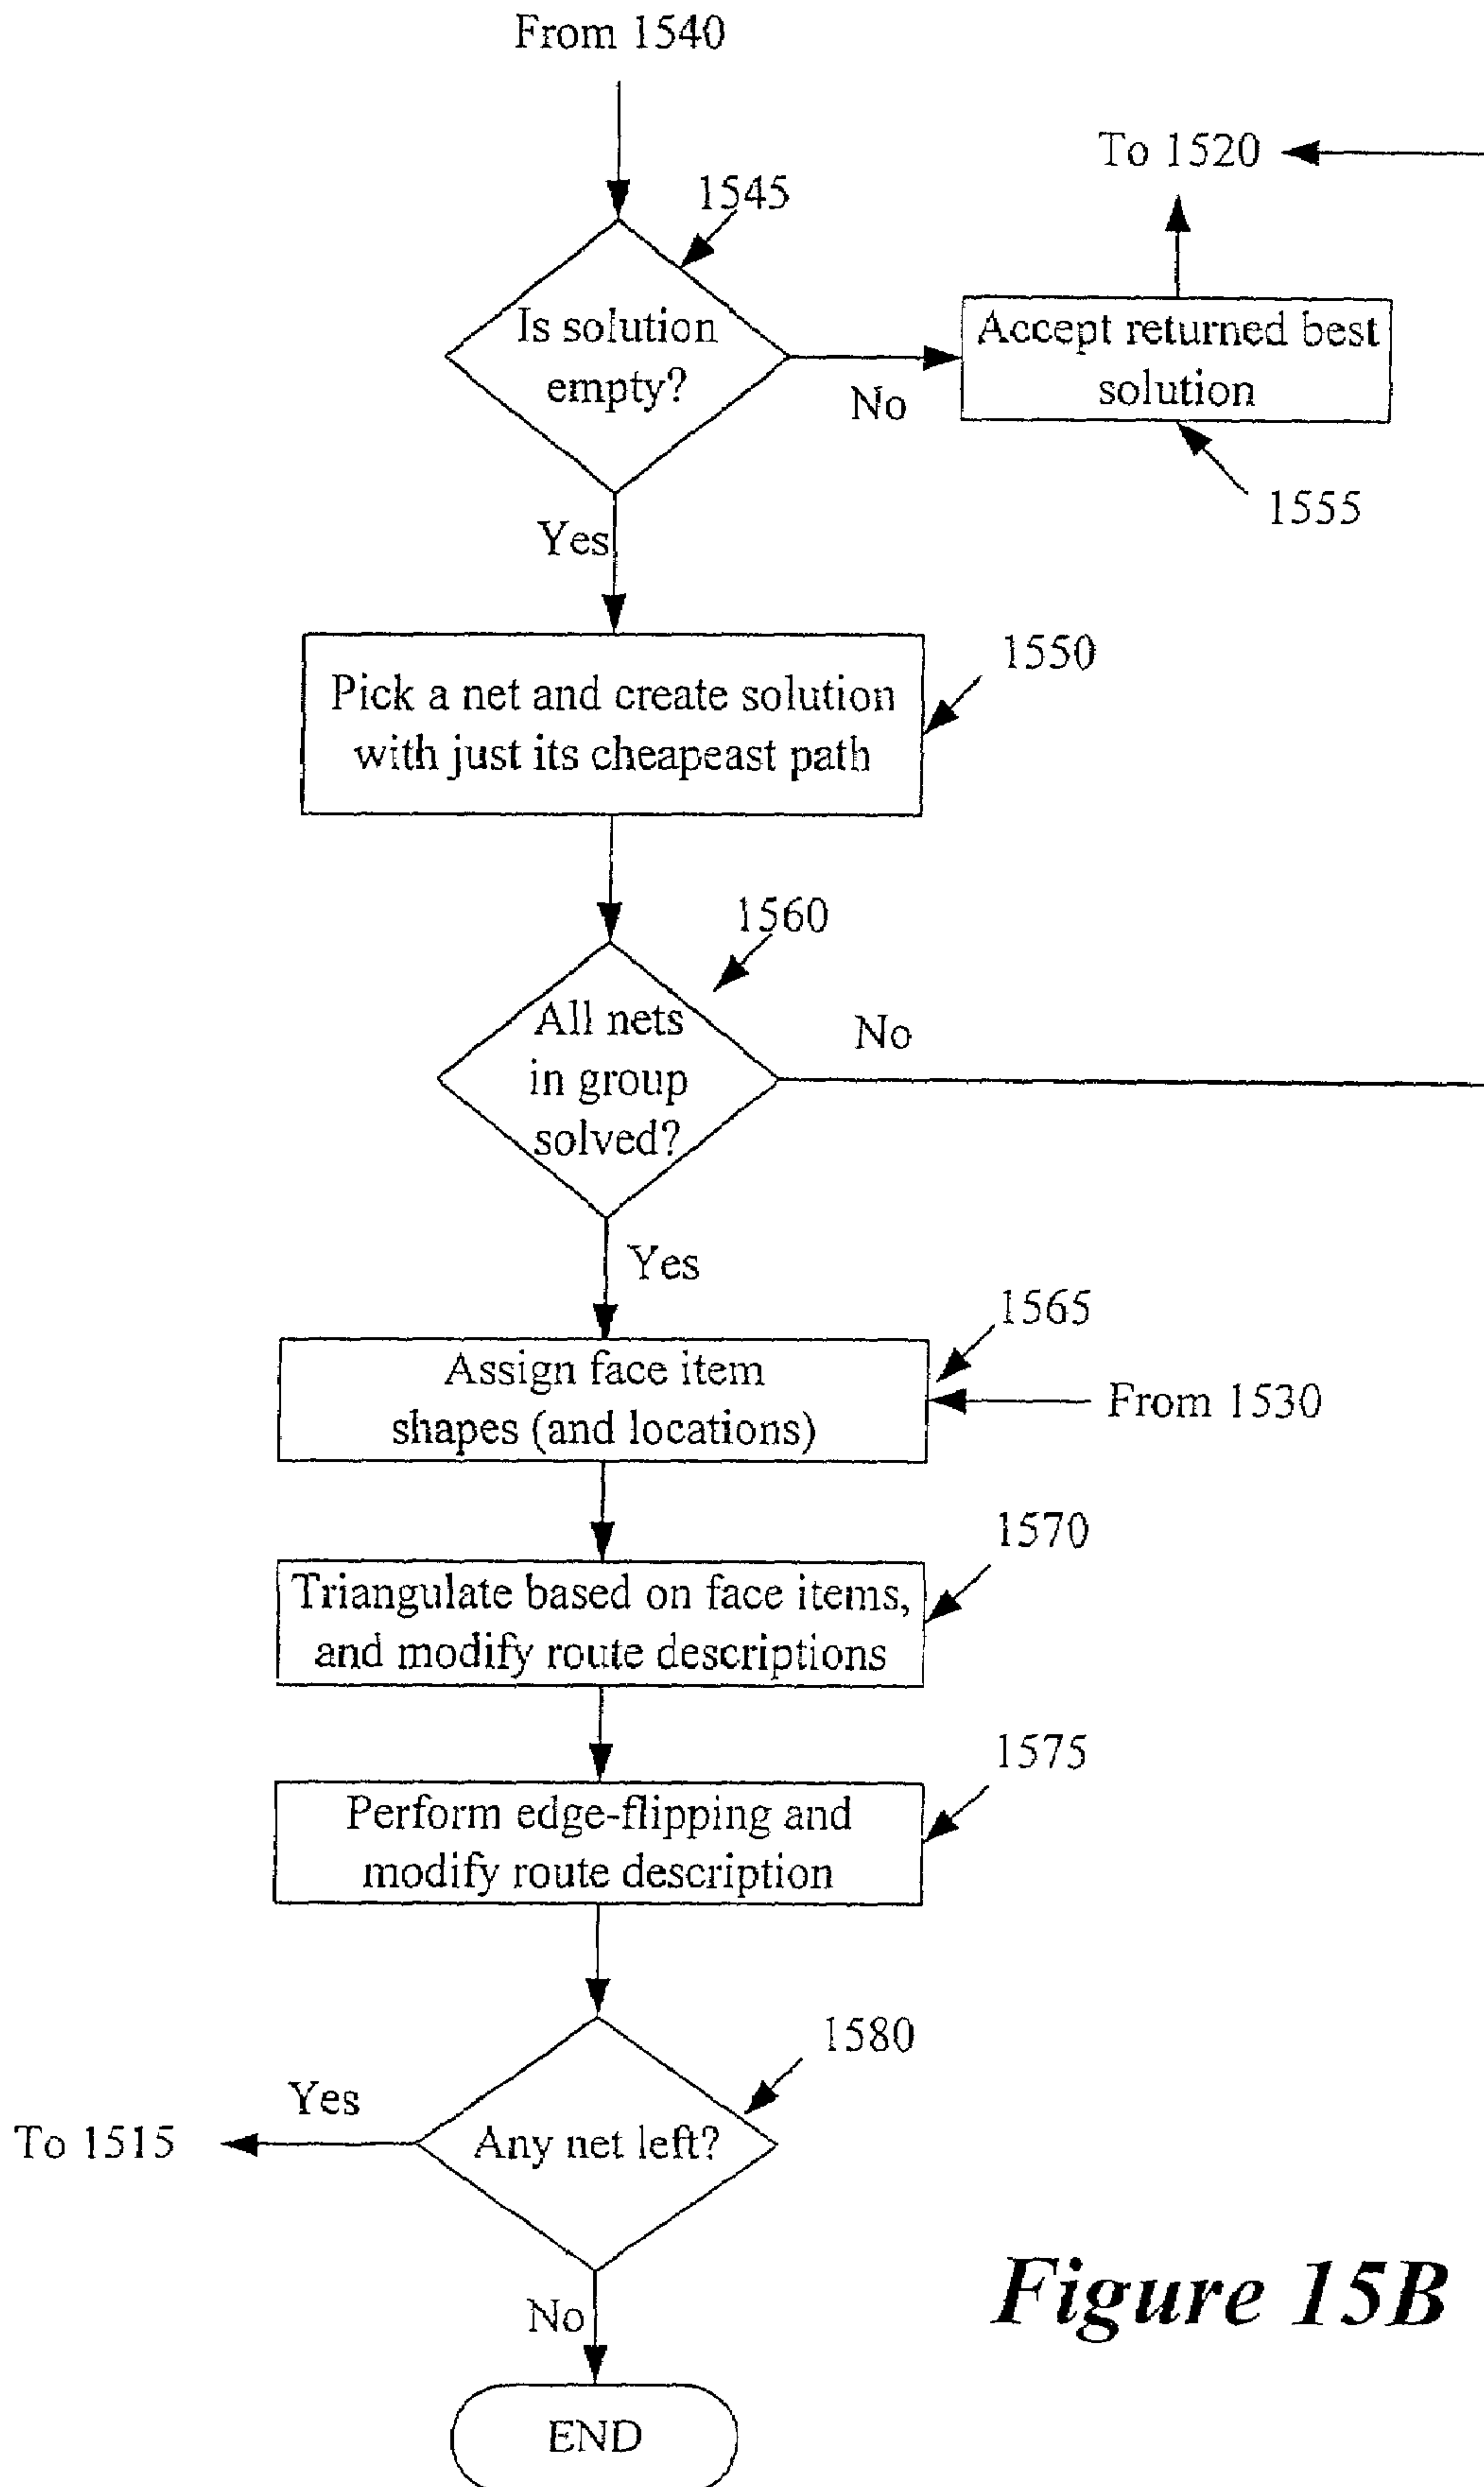 From 1540
To 1520
1545
Is solution
empty?
No
Accept returned best
solution
1555
Yes
1550
Pick a net and create solution
with just its cheapeast path
1560
All nets
in group
solved?
No
Yes
1565
Assign face item
shapes (and locations)
From 1530
1570
Triangulate based on face items,
and modify route descriptions
1575
Perform edge-flipping and
modify route description
1580
Yes
To 1515
Any net left?
No
Figure 15B
END